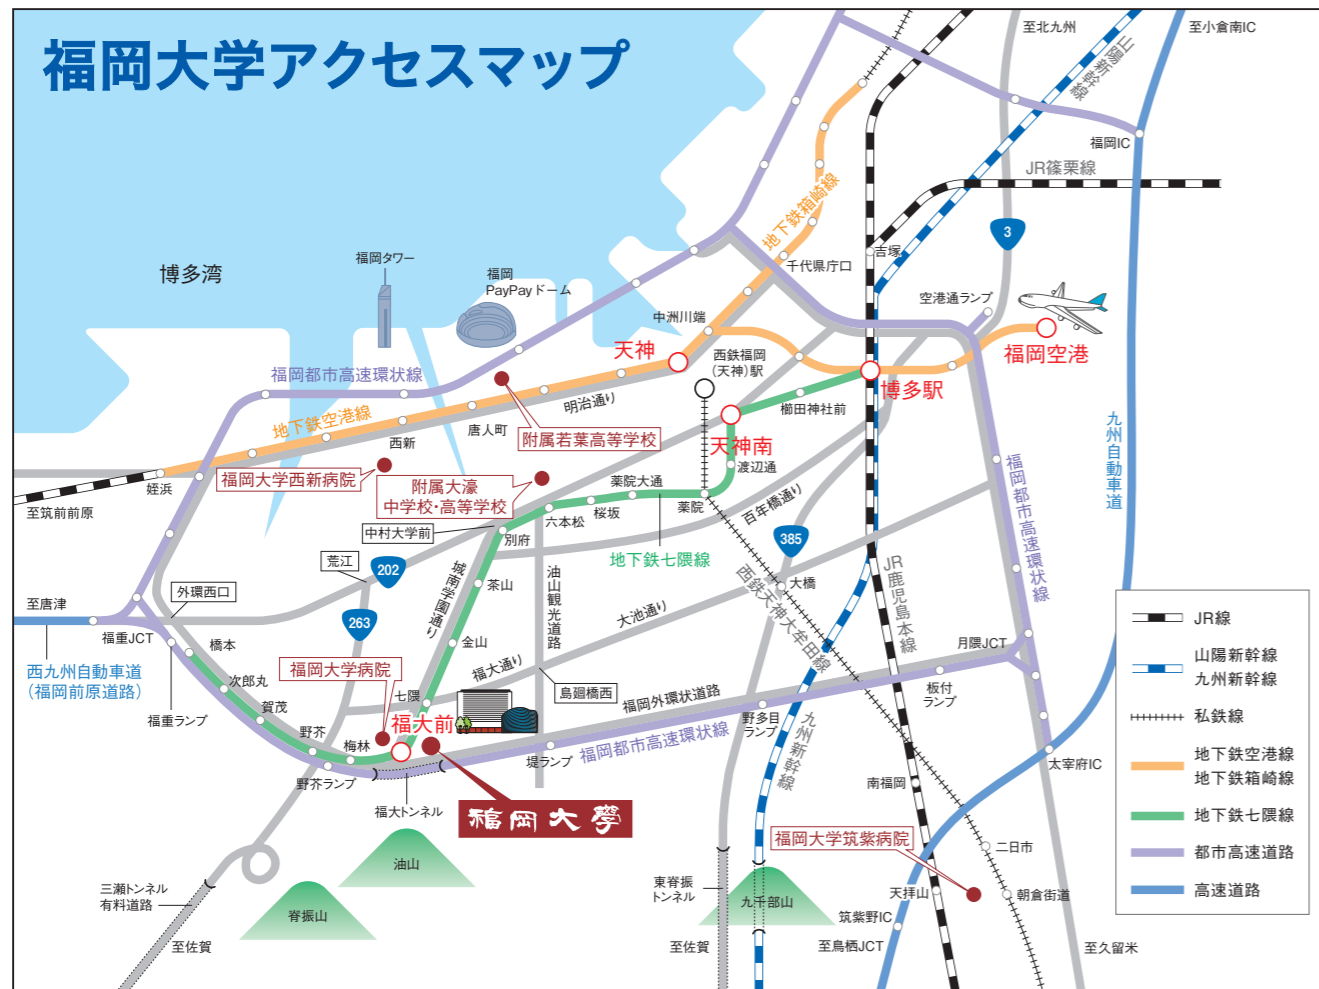 福岡大学アクセスマップ
至北九州
至小倉南IC
山陽新幹線
福岡IC
JR篠栗線
地下鉄箱崎線
3
吉塚
千代県庁口
博多湾
福岡タワー
福岡
PayPayドーム
空港通ランプ
中洲川端
天神
西鉄福岡
(天神)駅
福岡空港
博多駅
福岡都市高速環状線
櫛田神社前
地下鉄空港線
明治通り
西新
唐人町
附属若葉高等学校
天神南
九州自動車道
渡辺通
福岡都市高速環状線
姪浜
福岡大学西新病院
附属大濠
中学校・高等学校
薬院大通
薬院
百年橋通り
至筑前前原
桜坂
六本松
中村大学前
別府
385
地下鉄七隈線
荒江
202
城南学園通り
茶山
油山観光道路
大橋
西鉄天神大牟田線
JR鹿児島本線
外環西口
至唐津
263
大池通り
福重JCT
橋本
金山
月隈JCT
西九州自動車道
(福岡前原道路)
福岡大学病院
福大通り
島廻橋西
次郎丸
七隈
福岡外環状道路
板付
ランプ
賀茂
福重ランプ
福大前
野多目
ランプ
九州新幹線
野芥
梅林
堤ランプ
福岡都市高速環状線
太宰府IC
野芥ランプ
南福岡
福大トンネル
福岡大學
福岡大学筑紫病院
二日市
油山
三瀬トンネル
有料道路
東脊振
トンネル
九千部山
天拝山
朝倉街道
脊振山
筑紫野IC
至佐賀
至佐賀
至鳥栖JCT
至久留米
JR線
山陽新幹線
九州新幹線
私鉄線
地下鉄空港線
地下鉄箱崎線
地下鉄七隈線
都市高速道路
高速道路